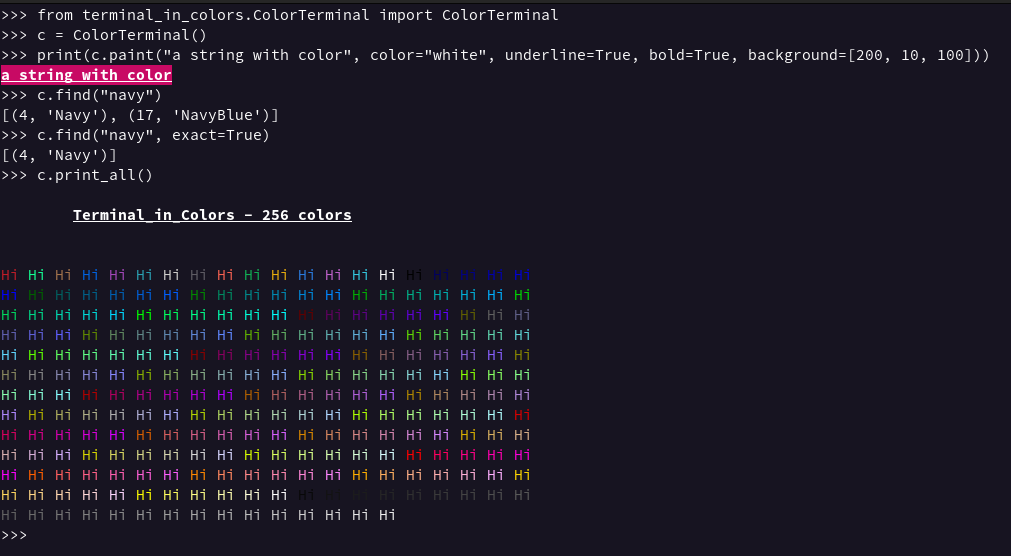 >>> from terminal_in_colors.ColorTerminal import ColorTerminal
>>> c = ColorTerminal()
>>> print(c.paint("a string with color", color="white", underline=True, bold=True, background=[200, 10, 100]))
a string with color
>>> c.find("navy")
[(4, 'Navy'), (17, 'NavyBlue')]
>>> c.find("navy", exact=True)
[(4, 'Navy')]
>>> c.print_all()
Terminal_in_Colors - 256 colors
Hi Hi Hi Hi Hi Hi Hi Hi Hi Hi Hi Hi Hi Hi Hi Hi Hi Hi Hi Hi
Hi Hi Hi Hi Hi Hi Hi Hi Hi Hi Hi Hi Hi Hi Hi Hi Hi Hi Hi Hi
Hi Hi Hi Hi Hi Hi Hi Hi Hi Hi Hi Hi Hi Hi Hi Hi Hi Hi Hi Hi
Hi Hi Hi Hi Hi Hi Hi Hi Hi Hi Hi Hi Hi Hi Hi Hi Hi Hi Hi Hi
Hi Hi Hi Hi Hi Hi Hi Hi Hi Hi Hi Hi Hi Hi Hi Hi Hi Hi Hi Hi
Hi Hi Hi Hi Hi Hi Hi Hi Hi Hi Hi Hi Hi Hi Hi Hi Hi Hi Hi Hi
Hi Hi Hi Hi Hi Hi Hi Hi Hi Hi Hi Hi Hi Hi Hi Hi Hi Hi Hi Hi
Hi Hi Hi Hi Hi Hi Hi Hi Hi Hi Hi Hi Hi Hi Hi Hi Hi Hi Hi Hi
Hi Hi Hi Hi Hi Hi Hi Hi Hi Hi Hi Hi Hi Hi Hi Hi Hi Hi Hi Hi
Hi Hi Hi Hi Hi Hi Hi Hi Hi Hi Hi Hi Hi Hi Hi Hi Hi Hi Hi Hi
Hi Hi Hi Hi Hi Hi Hi Hi Hi Hi Hi Hi Hi Hi Hi Hi Hi Hi Hi Hi
Hi Hi Hi Hi Hi Hi Hi Hi Hi Hi Hi Hi Hi Hi Hi Hi Hi Hi Hi Hi
Hi Hi Hi Hi Hi Hi Hi Hi Hi Hi Hi Hi Hi Hi Hi
>>>